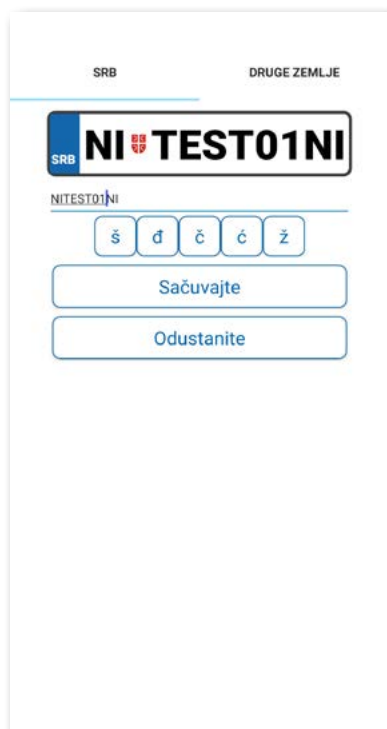 SRB DRUGE ZEMLJE
SRB NI TEST01NI
NITEST01NI
š đ č ć ž
Sačuvajte
Odustanite